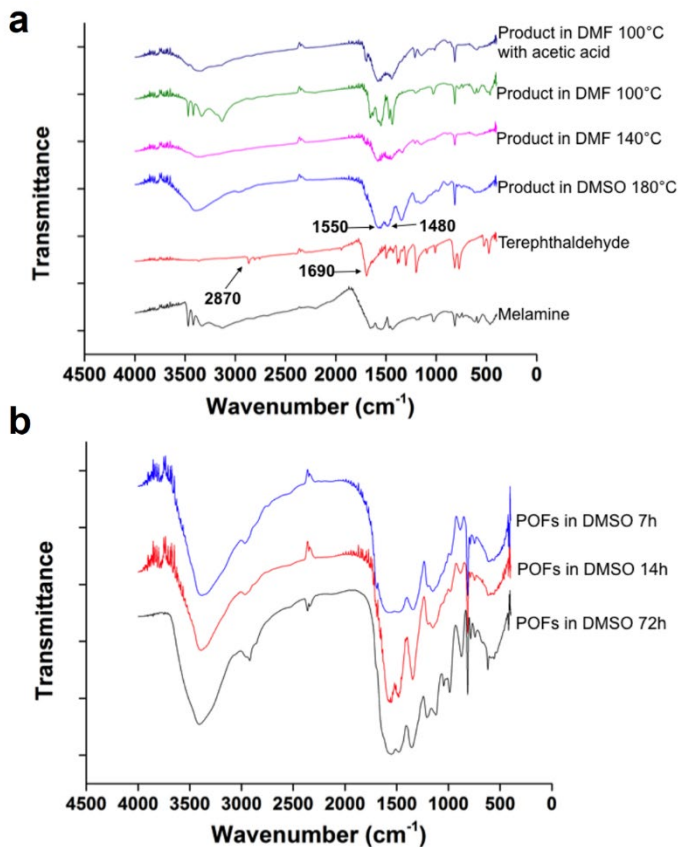 a
Transmittance
Product in DMF 100°C
with acetic acid
Product in DMF 100°C
Product in DMF 140°C
Product in DMSO 180°C
1550
1480
Terephthaldehyde
1690
2870
Melamine
4500 4000 3500 3000 2500 2000 1500 1000 500 0
Wavenumber (cm⁻¹)
b
Transmittance
POFs in DMSO 7h
POFs in DMSO 14h
POFs in DMSO 72h
4500 4000 3500 3000 2500 2000 1500 1000 500 0
Wavenumber (cm⁻¹)